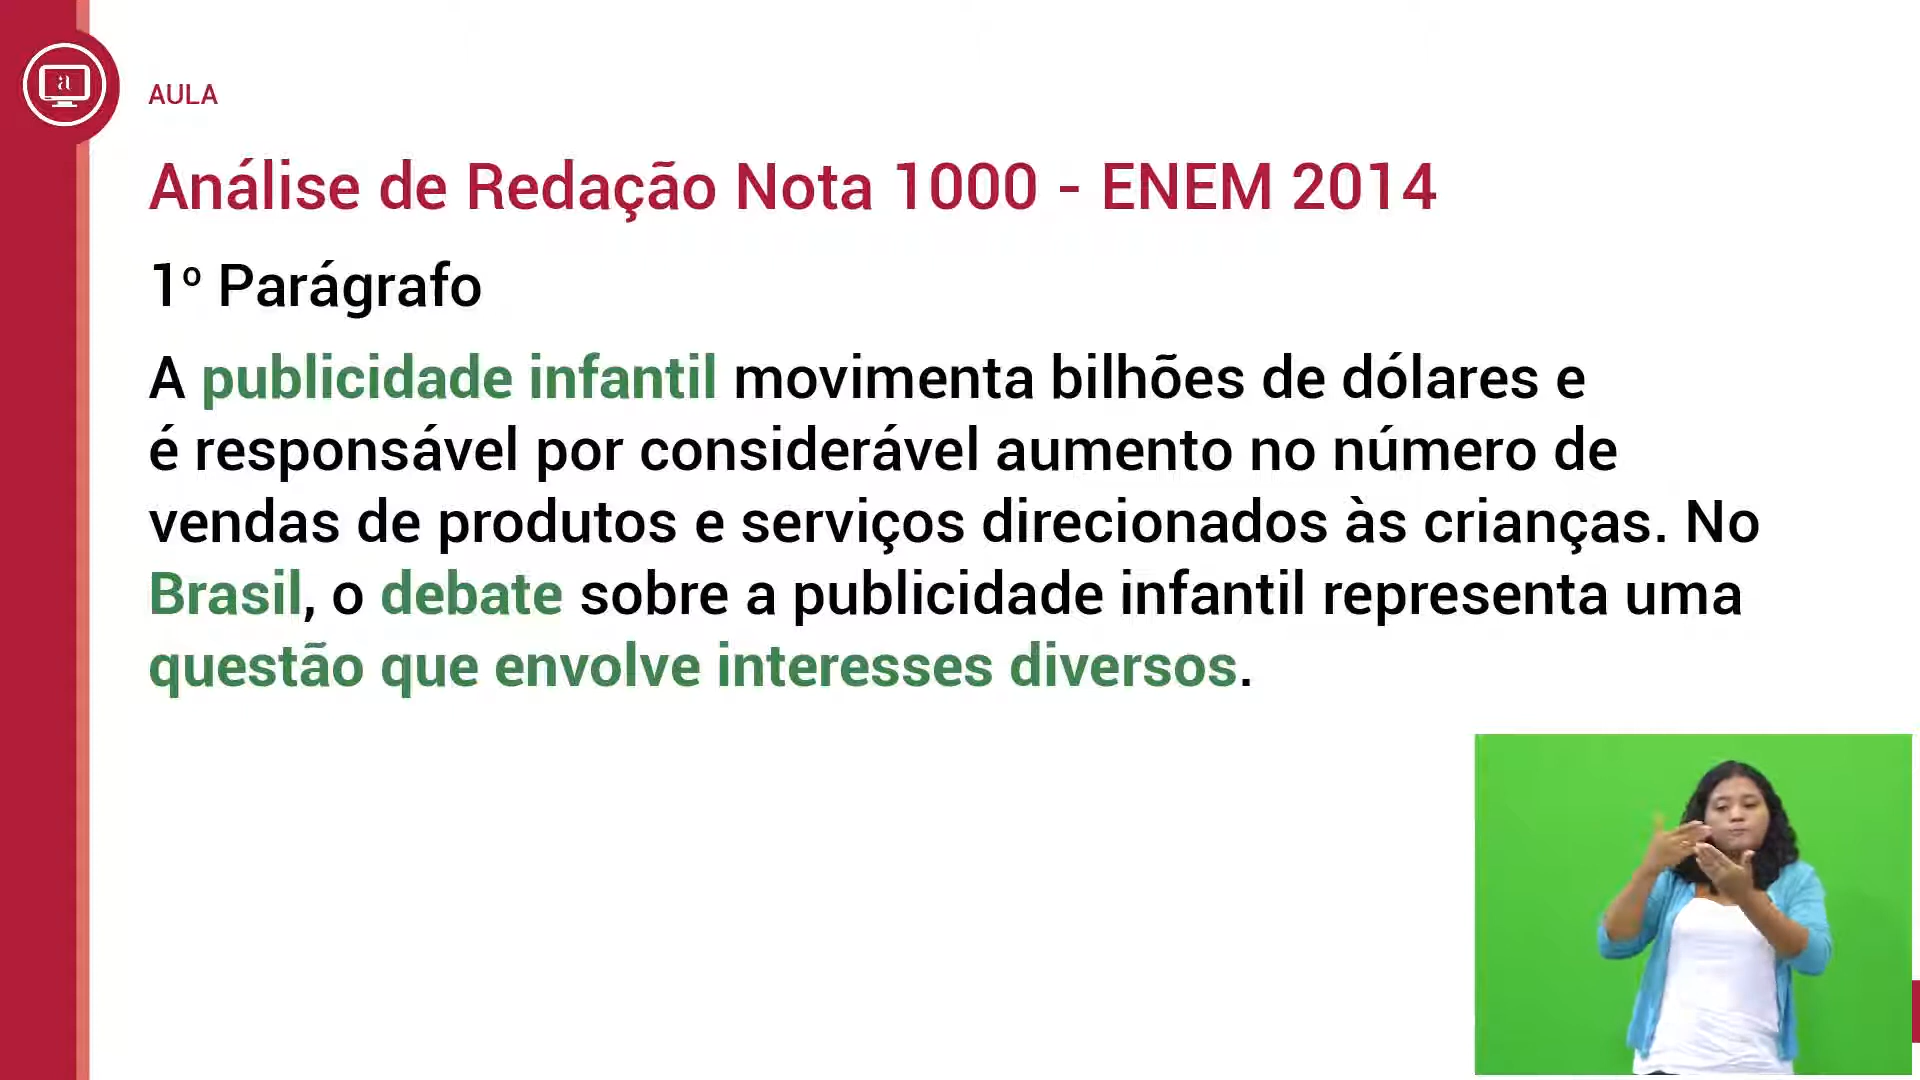 a
AULA
Análise de Redação Nota 1000 - ENEM 2014
1º Parágrafo
A publicidade infantil movimenta bilhões de dólares e
é responsável por considerável aumento no número de
vendas de produtos e serviços direcionados às crianças. No
Brasil, o debate sobre a publicidade infantil representa uma
questão que envolve interesses diversos.